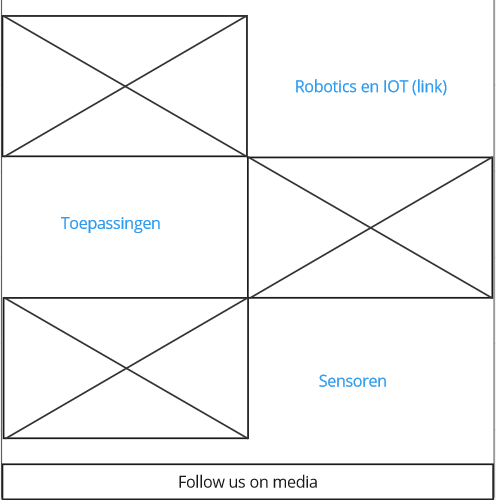 Robotics en IOT (link)
Toepassingen
Sensoren
Follow us on media